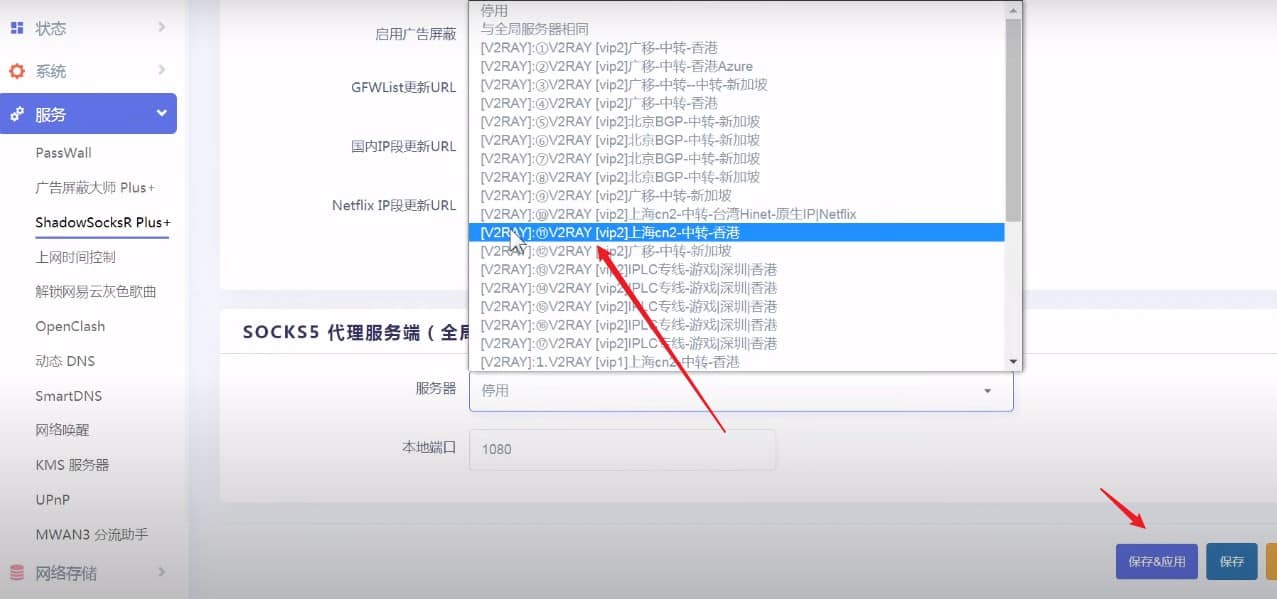 状态
系统
服务
PassWall
广告屏蔽大师 Plus+
ShadowSocksR Plus+
上网时间控制
解锁网易云灰色歌曲
OpenClash
动态 DNS
SmartDNS
网络唤醒
KMS 服务器
UPnP
MWAN3 分流助手
网络存储
启用广告屏蔽
GFWList更新URL
国内IP段更新URL
Netflix IP段更新URL
停用
与全局服务器相同
[V2RAY]:①V2RAY [vip2]广移-中转-香港
[V2RAY]:②V2RAY [vip2]广移-中转-香港Azure
[V2RAY]:③V2RAY [vip2]广移-中转--中转-新加坡
[V2RAY]:④V2RAY [vip2]广移-中转-香港
[V2RAY]:⑤V2RAY [vip2]北京BGP-中转-新加坡
[V2RAY]:⑥V2RAY [vip2]北京BGP-中转-新加坡
[V2RAY]:⑦V2RAY [vip2]北京BGP-中转-新加坡
[V2RAY]:⑧V2RAY [vip2]北京BGP-中转-新加坡
[V2RAY]:⑨V2RAY [vip2]广移-中转-新加坡
[V2RAY]:⑩V2RAY [vip2]上海cn2-中转-台湾Hinet-原生IP|Netflix
[V2RAY]:⑪V2RAY [vip2]上海cn2-中转-香港
[V2RAY]:⑫V2RAY [vip2]广移-中转-新加坡
[V2RAY]:⑬V2RAY [vip2]IPLC专线-游戏|深圳|香港
[V2RAY]:⑭V2RAY [vip2]IPLC专线-游戏|深圳|香港
[V2RAY]:⑮V2RAY [vip2]IPLC专线-游戏|深圳|香港
[V2RAY]:⑯V2RAY [vip2]IPLC专线-游戏|深圳|香港
[V2RAY]:⑰V2RAY [vip2]IPLC专线-游戏|深圳|香港
[V2RAY]:1.V2RAY [vip1]上海cn2-中转-香港
SOCKS5 代理服务端（全局
服务器
停用
本地端口
1080
保存&应用
保存